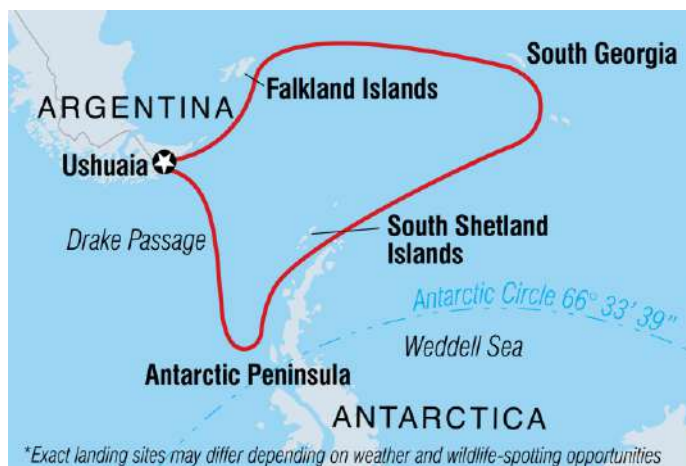 South Georgia
Falkland Islands
ARGENTINA
Ushuaia
Drake Passage
South Shetland
Islands
Antarctic Circle 66° 33’ 39”
Weddell Sea
Antarctic Peninsula
ANTARCTICA
*Exact landing sites may differ depending on weather and wildlife-spotting opportunities